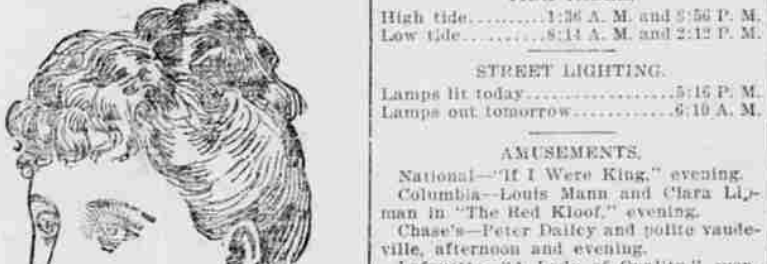 High tide..........1:36 A. M. and P. M.
Low tide..........8:14 A. M. and 2:12 P. M.
STREET LIGHTING.
Lamps lit today................5:16 P. M.
Lamps out tomorrow...........6:10 A. M.
AMUSEMENTS.
National—"If I Were King," evening.
Columbia—Louis Mann and Clara Lip-
man in "The Red Kloof," evening.
Chase's—Peter Dailey and polite vaude-
ville, afternoon and evening.